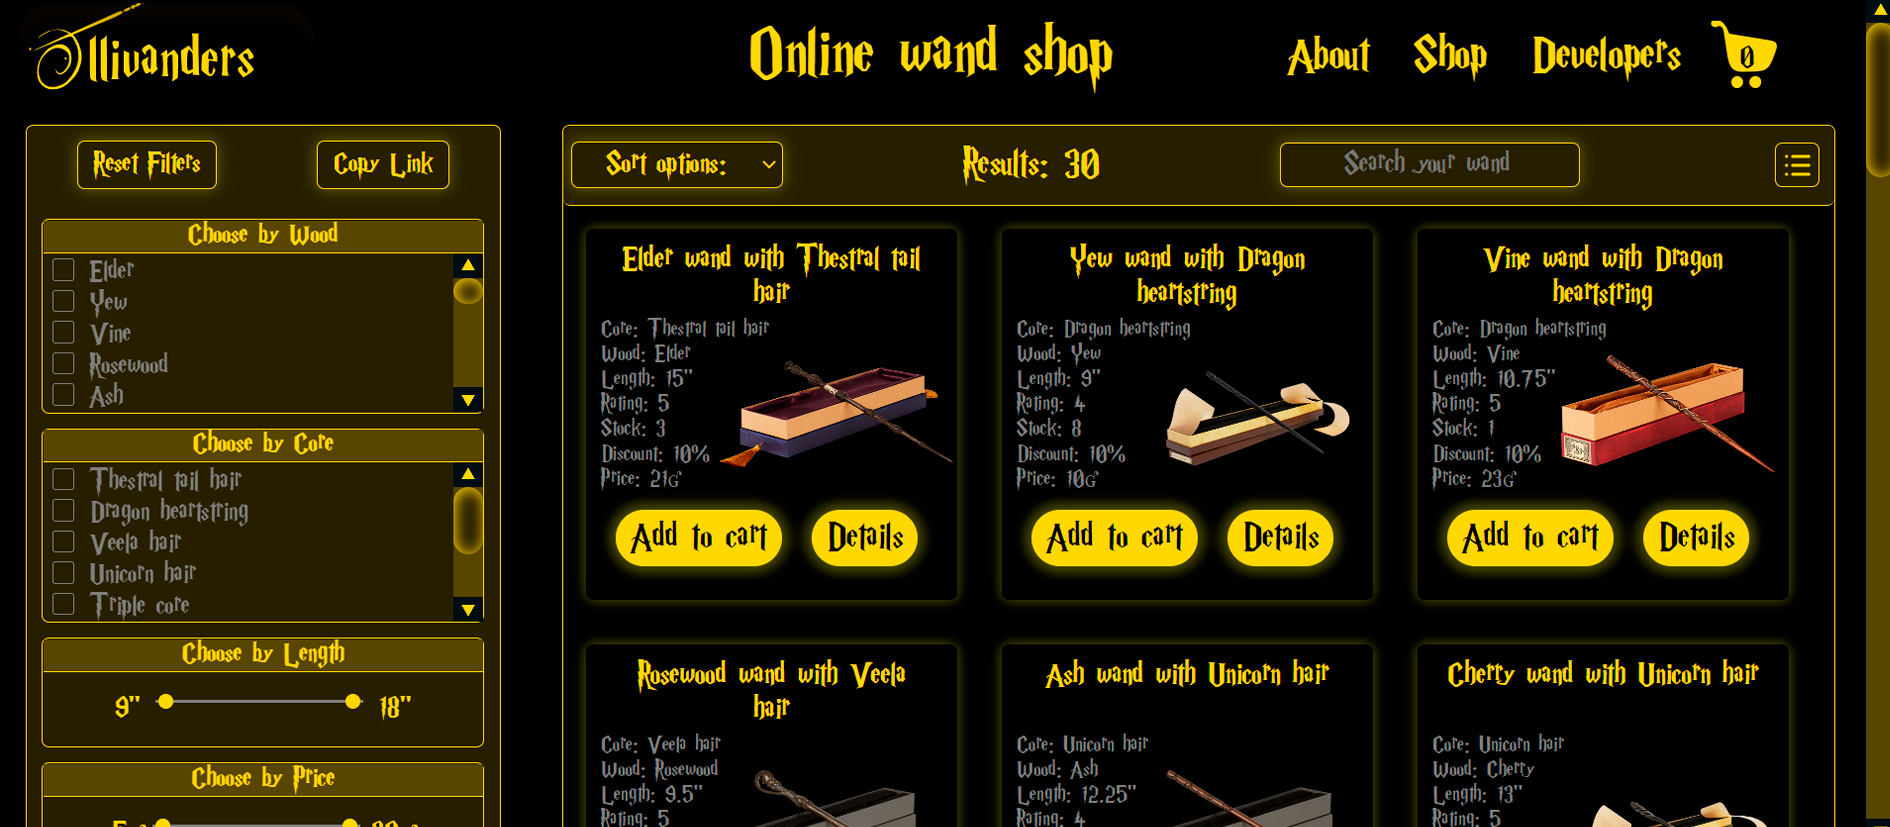 Ollivanders
Online wand shop
About
Shop
Developers
0
Reset Filters
Copy Link
Choose by Wood
Elder
Yew
Vine
Rosewood
Ash
Choose by Core
Thestral tail hair
Dragon heartstring
Veela hair
Unicorn hair
Triple core
Choose by Length
9"
18"
Choose by Price
Sort options:
Results: 30
Search your wand
Elder wand with Thestral tail
hair
Core: Thestral tail hair
Wood: Elder
Length: 15"
Rating: 5
Stock: 3
Discount: 10%
Price: 21G
Add to cart
Details
Yew wand with Dragon
heartstring
Core: Dragon heartstring
Wood: Yew
Length: 9"
Rating: 4
Stock: 8
Discount: 10%
Price: 10G
Add to cart
Details
Vine wand with Dragon
heartstring
Core: Dragon heartstring
Wood: Vine
Length: 10.75"
Rating: 5
Stock: 1
Discount: 10%
Price: 23G
Add to cart
Details
Rosewood wand with Veela
hair
Core: Veela hair
Wood: Rosewood
Length: 9.5"
Rating: 5
Ash wand with Unicorn hair
Core: Unicorn hair
Wood: Ash
Length: 12.25"
Rating: 4
Cherry wand with Unicorn hair
Core: Unicorn hair
Wood: Cherry
Length: 13"
Rating: 5